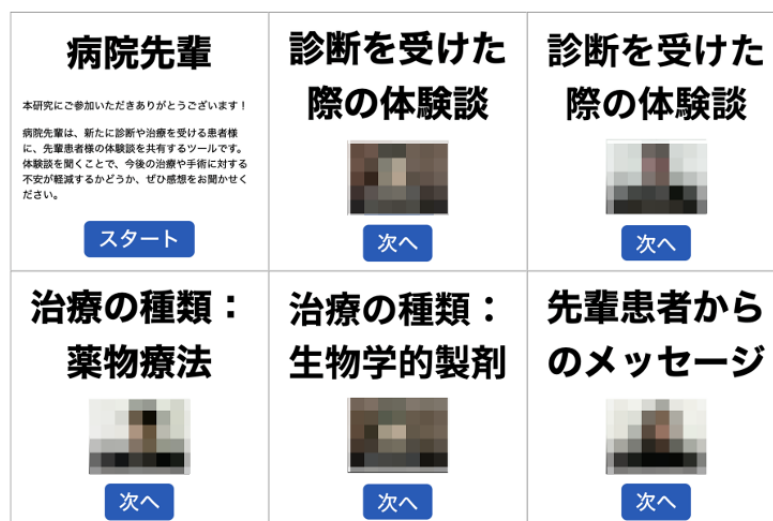 病院先輩
本研究にご参加いただきありがとうございます！
病院先輩は、新たに診断や治療を受ける患者様
に、先輩患者様の体験談を共有するツールです。
体験談を聞くことで、今後の治療や手術に対する
不安が軽減するかどうか、ぜひ感想をお聞かせく
ださい。
スタート
診断を受けた
際の体験談
次へ
診断を受けた
際の体験談
次へ
治療の種類：
薬物療法
次へ
治療の種類：
生物学的製剤
次へ
先輩患者から
のメッセージ
次へ